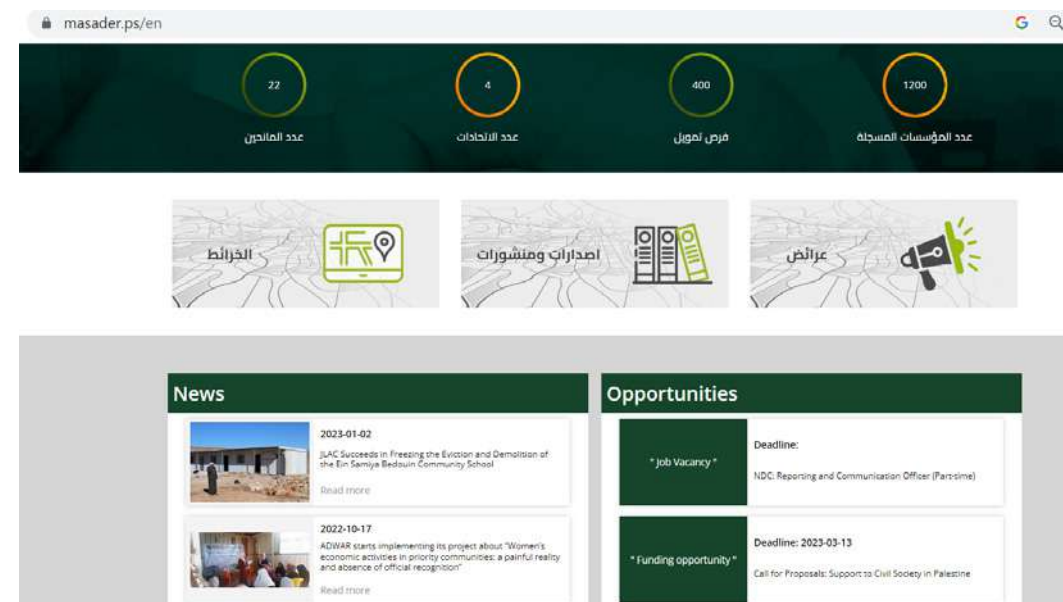 masader.ps/en
22
4
400
1200
عدد المانحين
عدد الاتحادات
فرص تمويل
عدد المؤسسات المسجلة
الخرائط
اصدارات ومنشورات
عرائض
News
2023-01-02
JLAC Succeeds in Freezing the Eviction and Demolition of
the Ein Samiya Bedouin Community School
Read more
2022-10-17
ADWAR starts implementing its project about "Women's
economic activities in priority communities: a painful reality
and absence of official recognition"
Read more
Opportunities
" Job Vacancy "
Deadline:
NDC: Reporting and Communication Officer (Part-time)
" Funding opportunity "
Deadline: 2023-03-13
Call for Proposals: Support to Civil Society in Palestine